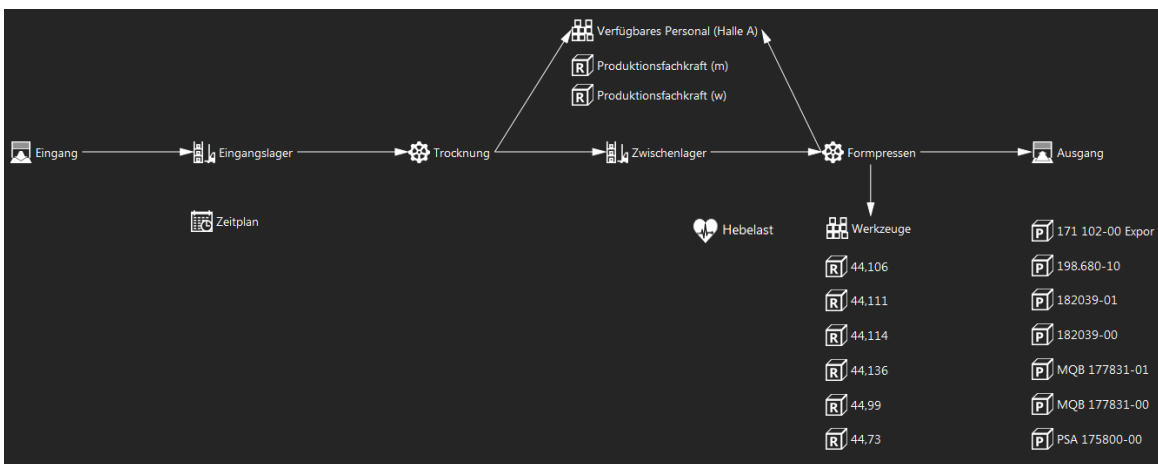 Verfügbares Personal (Halle A)
R Produktionsfachkraft (m)
R Produktionsfachkraft (w)
Eingang
Eingangslager
Trocknung
Zwischenlager
Formpressen
Ausgang
Zeitplan
Hebelast
Werkzeuge
R 44,106
R 44,111
R 44,114
R 44,136
R 44,99
R 44,73
P 171 102-00 Expor
P 198.680-10
P 182039-01
P 182039-00
P MQB 177831-01
P MQB 177831-00
P PSA 175800-00